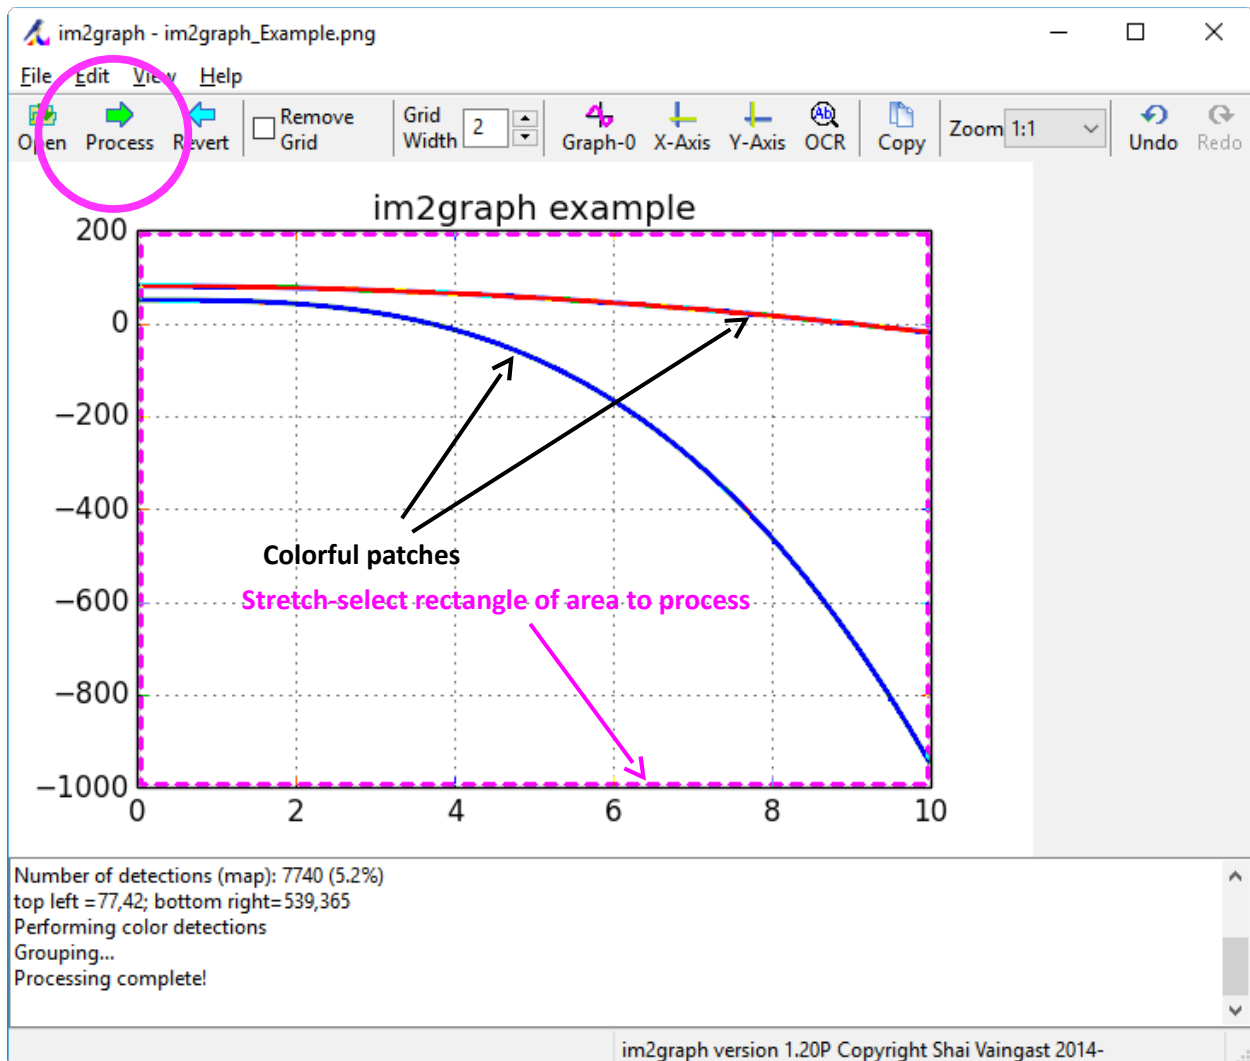 im2graph - im2graph_Example.png
File Edit View Help
Open Process Revert Remove Grid Grid Width 2 Graph-0 X-Axis Y-Axis Ab OCR Copy Zoom 1:1 Undo Redo
im2graph example
200
0
−200
−400
Colorful patches
Stretch-select rectangle of area to process
−600
−800
−1000
0 2 4 6 8 10
Number of detections (map): 7740 (5.2%)
top left =77,42; bottom right=539,365
Performing color detections
Grouping...
Processing complete!
im2graph version 1.20P Copyright Shai Vaingast 2014-